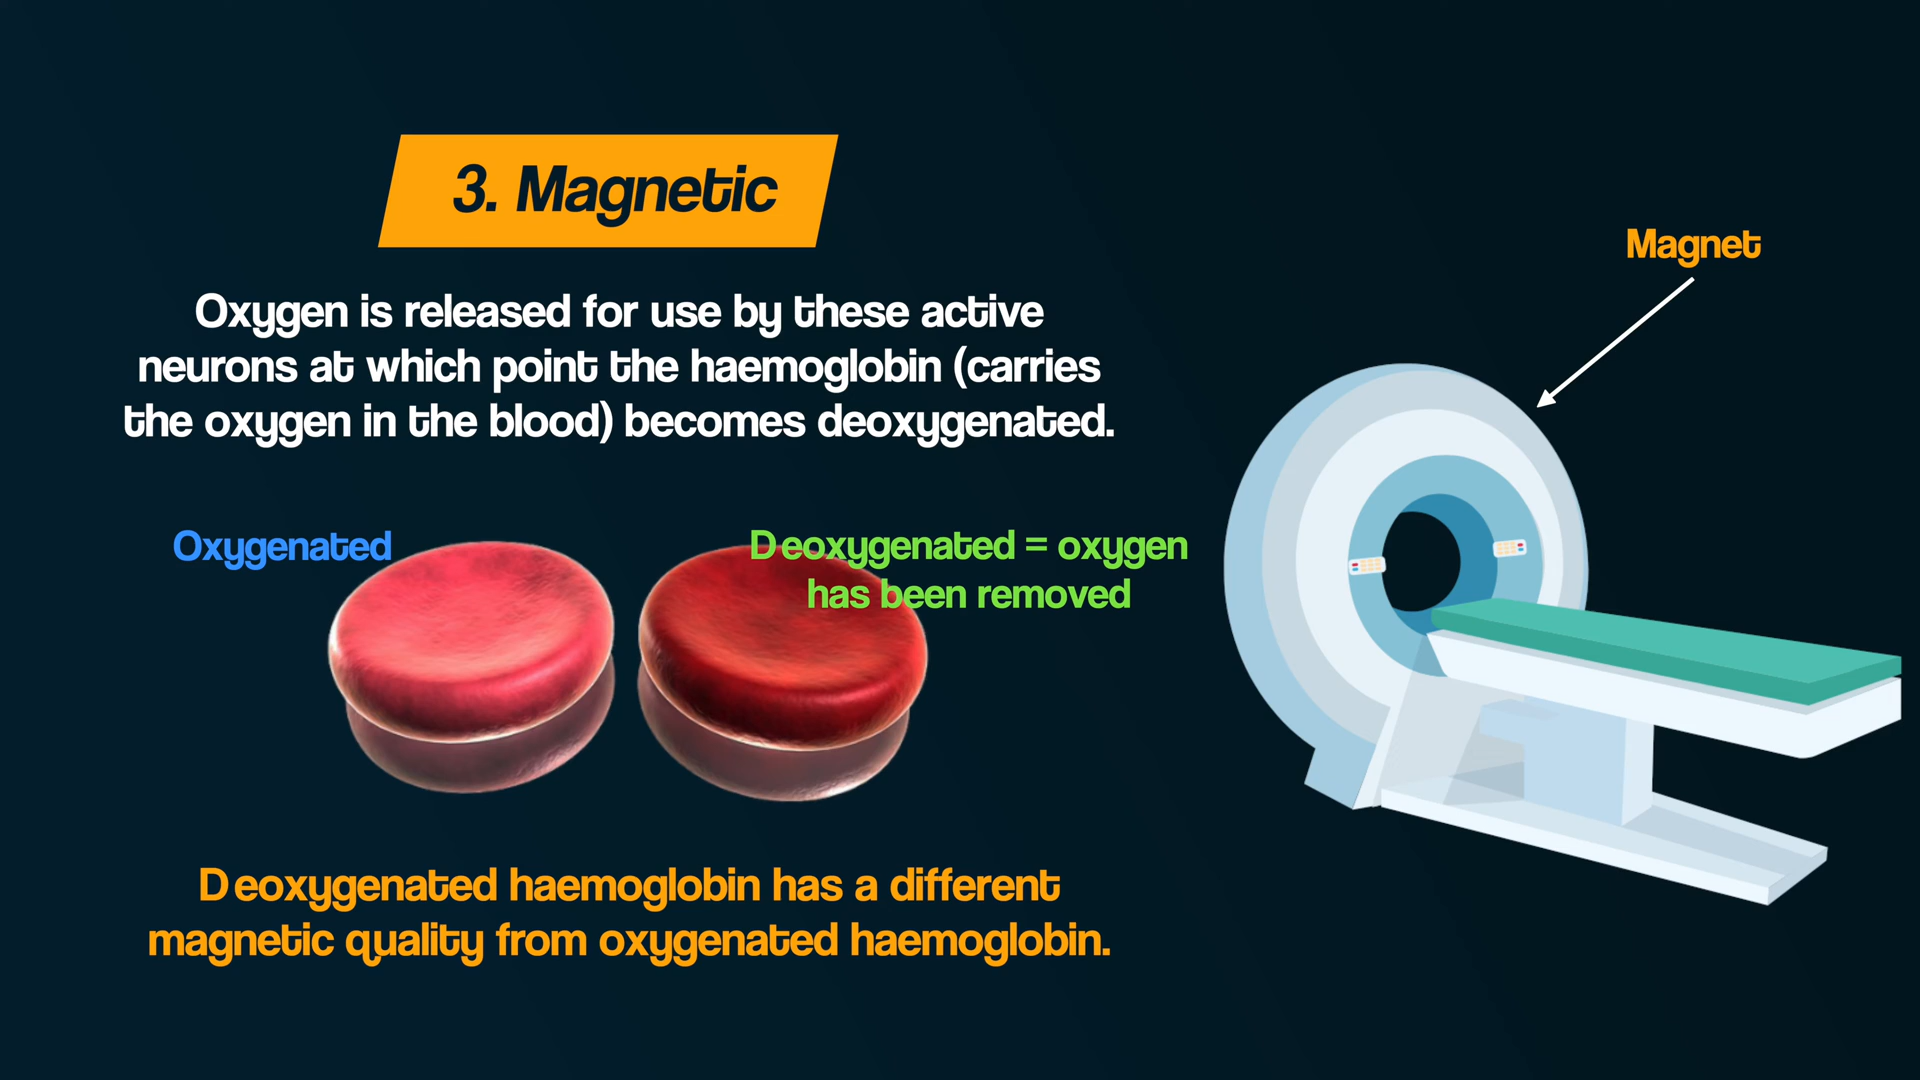 3. Magnetic
Magnet
Oxygen is released for use by these active
neurons at which point the haemoglobin (carries
the oxygen in the blood) becomes deoxygenated.
Oxygenated
Deoxygenated = oxygen
has been removed
Deoxygenated haemoglobin has a different
magnetic quality from oxygenated haemoglobin.